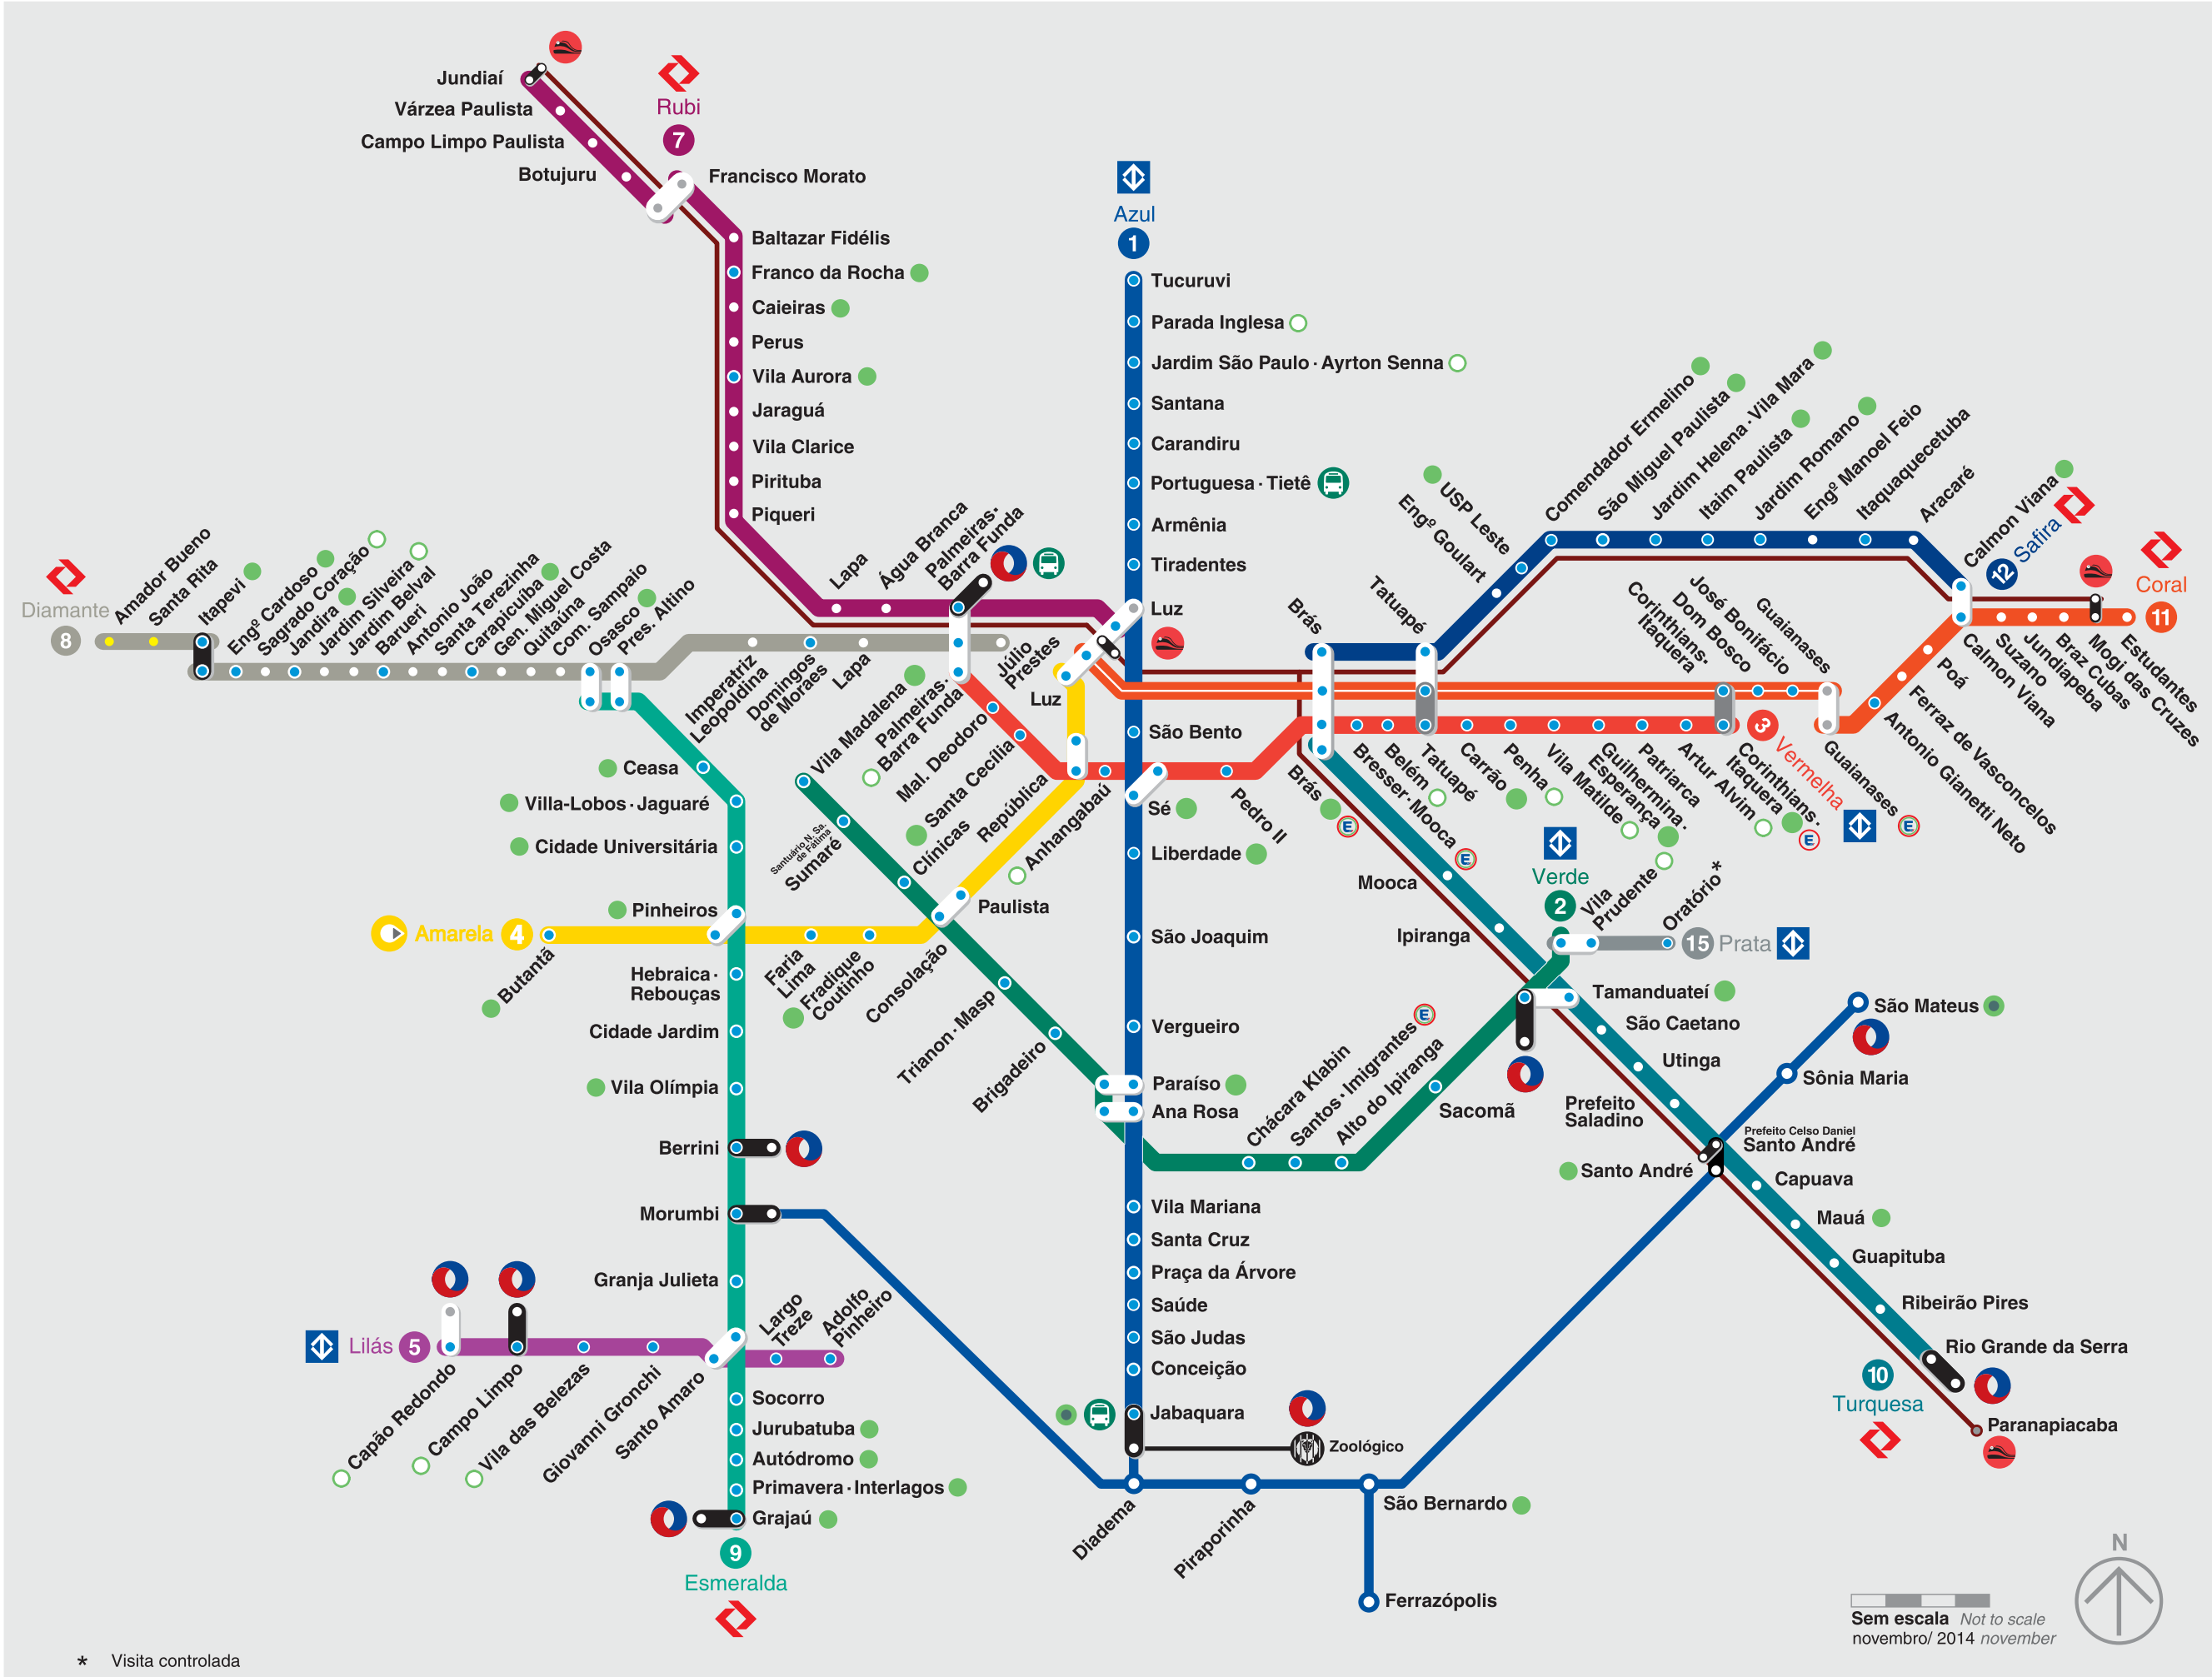 Jundiaí
Várzea Paulista
Campo Limpo Paulista
Botujuru
Rubi
7
Francisco Morato
Baltazar Fidélis
Franco da Rocha
Caieiras
Perus
Vila Aurora
Jaraguá
Vila Clarice
Pirituba
Piqueri
Lapa
Água Branca
Palmeiras·
Barra Funda
Azul
1
Tucuruvi
Parada Inglesa
Jardim São Paulo · Ayrton Senna
Santana
Carandiru
Portuguesa · Tietê
Armênia
Tiradentes
Luz
São Bento
Sé
Liberdade
São Joaquim
Vergueiro
Paraíso
Ana Rosa
Vila Mariana
Santa Cruz
Praça da Árvore
Saúde
São Judas
Conceição
Jabaquara
Zoológico
Diamante
8
Amador Bueno
Santa Rita
Itapevi
Engº Cardoso
Sagrado Coração
Jandira
Jardim Silveira
Jardim Belval
Barueri
Antonio João
Santa Terezinha
Carapicuíba
Gen. Miguel Costa
Quitaúna
Com. Sampaio
Osasco
Pres. Altino
Imperatriz
Leopoldina
Domingos
de Moraes
Lapa
Júlio
Prestes
Luz
Ceasa
Villa-Lobos · Jaguaré
Cidade Universitária
Pinheiros
Hebraica ·
Rebouças
Cidade Jardim
Vila Olímpia
Berrini
Morumbi
Granja Julieta
Socorro
Jurubatuba
Autódromo
Primavera · Interlagos
Grajaú
9
Esmeralda
Amarela
4
Butantã
Faria
Lima
Fradique
Coutinho
Paulista
República
Vila Madalena
Santuário N. Sa.
de Fátima
Sumaré
Clínicas
Consolação
Trianon · Masp
Brigadeiro
Chácara Klabin
Santos · Imigrantes
E
Alto do Ipiranga
Sacomã
Tamanduateí
Verde
2
Vila
Prudente
Oratório*
15
Prata
Palmeiras·
Barra Funda
Mal. Deodoro
Santa Cecília
Anhangabaú
Pedro II
Brás
E
Bresser · Mooca
E
Belém
Tatuapé
Carrão
Penha
Vila Matilde
Guilhermina ·
Esperança
Patriarca
Artur Alvim
Corinthians ·
Itaquera
E
3
Vermelha
Brás
Tatuapé
Engº Goulart
USP Leste
Comendador Ermelino
São Miguel Paulista
Jardim Helena · Vila Mara
Itaim Paulista
Jardim Romano
Engº Manoel Feio
Itaquaquecetuba
Aracaré
Calmon Viana
12
Safira
Coral
11
Corinthians·
Itaquera
Dom Bosco
José Bonifácio
Guaianases
Guaianases
E
Antonio Gianetti Neto
Ferraz de Vasconcelos
Poá
Calmon Viana
Suzano
Jundiapeba
Braz Cubas
Mogi das Cruzes
Estudantes
Mooca
Ipiranga
São Caetano
Utinga
Prefeito
Saladino
Prefeito Celso Daniel
Santo André
Santo André
Capuava
Mauá
Guapituba
Ribeirão Pires
Rio Grande da Serra
Paranapiacaba
10
Turquesa
São Mateus
Sônia Maria
Lilás
5
Capão Redondo
Campo Limpo
Vila das Belezas
Giovanni Gronchi
Santo Amaro
Largo
Treze
Adolfo
Pinheiro
Diadema
Piraporinha
São Bernardo
Ferrazópolis
N
Sem escala Not to scale
novembro/ 2014 november
* Visita controlada